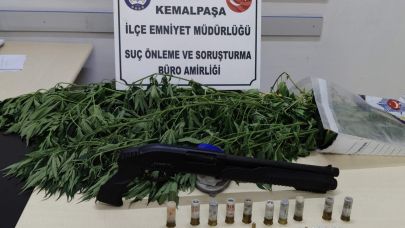 KEMALPAŞA
İLÇE EMNİYET MÜDÜRLÜĞÜ
SUÇ ÖNLEME VE SORUŞTURMA
BÜRO AMİRLİĞİ